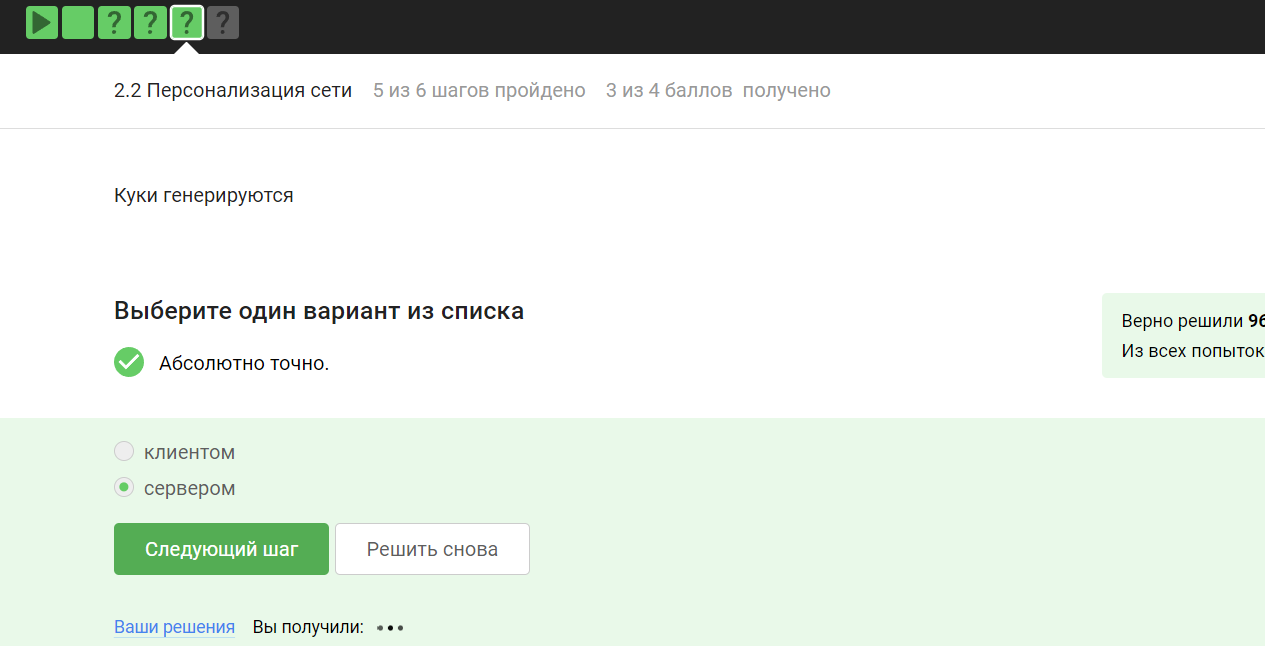 ? ? ? ?
2.2 Персонализация сети 5 из 6 шагов пройдено 3 из 4 баллов получено
Куки генерируются
Выберите один вариант из списка
Верно решили 96
Из всех попыток
Абсолютно точно.
клиентом
сервером
Следующий шаг Решить снова
Ваши решения Вы получили: